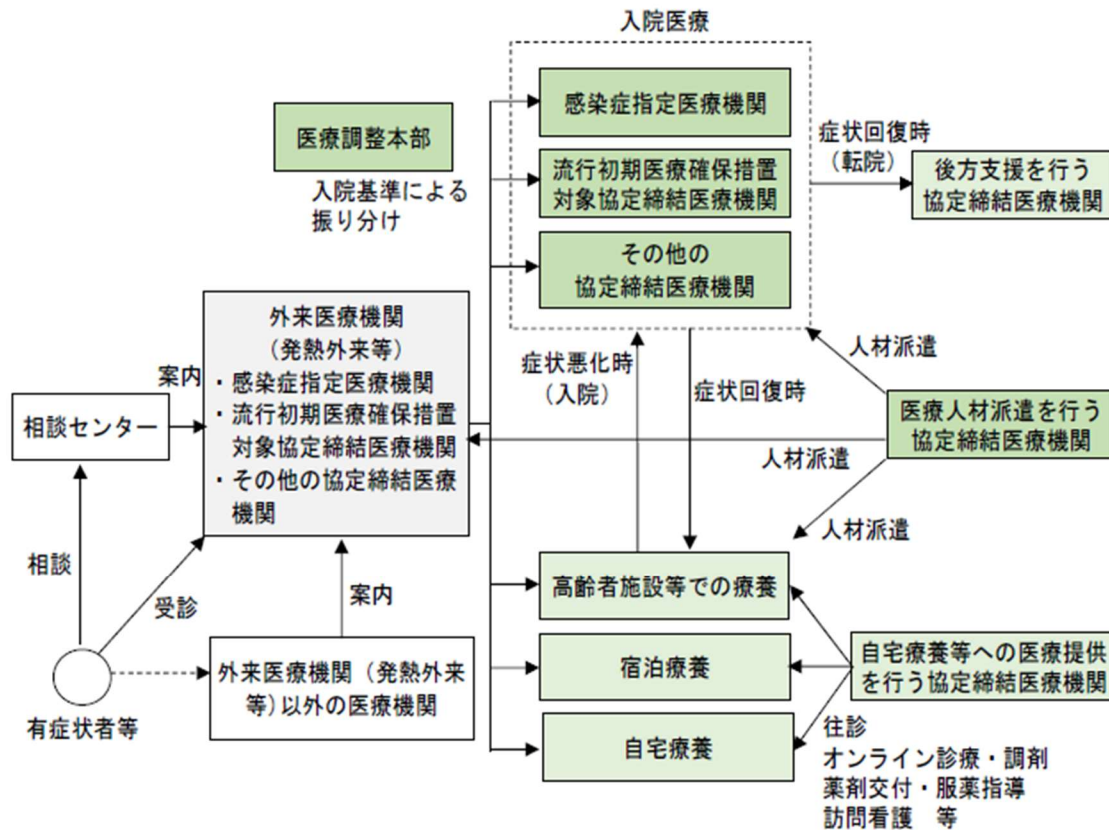 入院医療
感染症指定医療機関
医療調整本部
入院基準による
振り分け
流行初期医療確保措置
対象協定締結医療機関
その他の
協定締結医療機関
症状回復時
（転院）
後方支援を行う
協定締結医療機関
外来医療機関
（発熱外来等）
・感染症指定医療機関
・流行初期医療確保措置
対象協定締結医療機関
・その他の協定締結医療
機関
案内
相談センター
症状悪化時
（入院）
症状回復時
人材派遣
医療人材派遣を行う
協定締結医療機関
人材派遣
人材派遣
相談
受診
案内
有症状者等
外来医療機関（発熱外来
等）以外の医療機関
高齢者施設等での療養
宿泊療養
自宅療養
自宅療養等への医療提供
を行う協定締結医療機関
往診
オンライン診療・調剤
薬剤交付・服薬指導
訪問看護　等